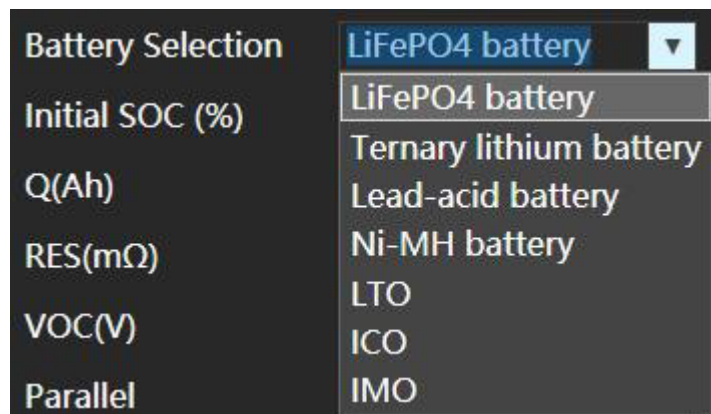 Battery Selection LiFePO4 battery ▼
LiFePO4 battery
Initial SOC (%)
Ternary lithium battery
Q(Ah)
Lead-acid battery
Ni-MH battery
RES(mΩ)
LTO
VOC(V)
ICO
Parallel
IMO